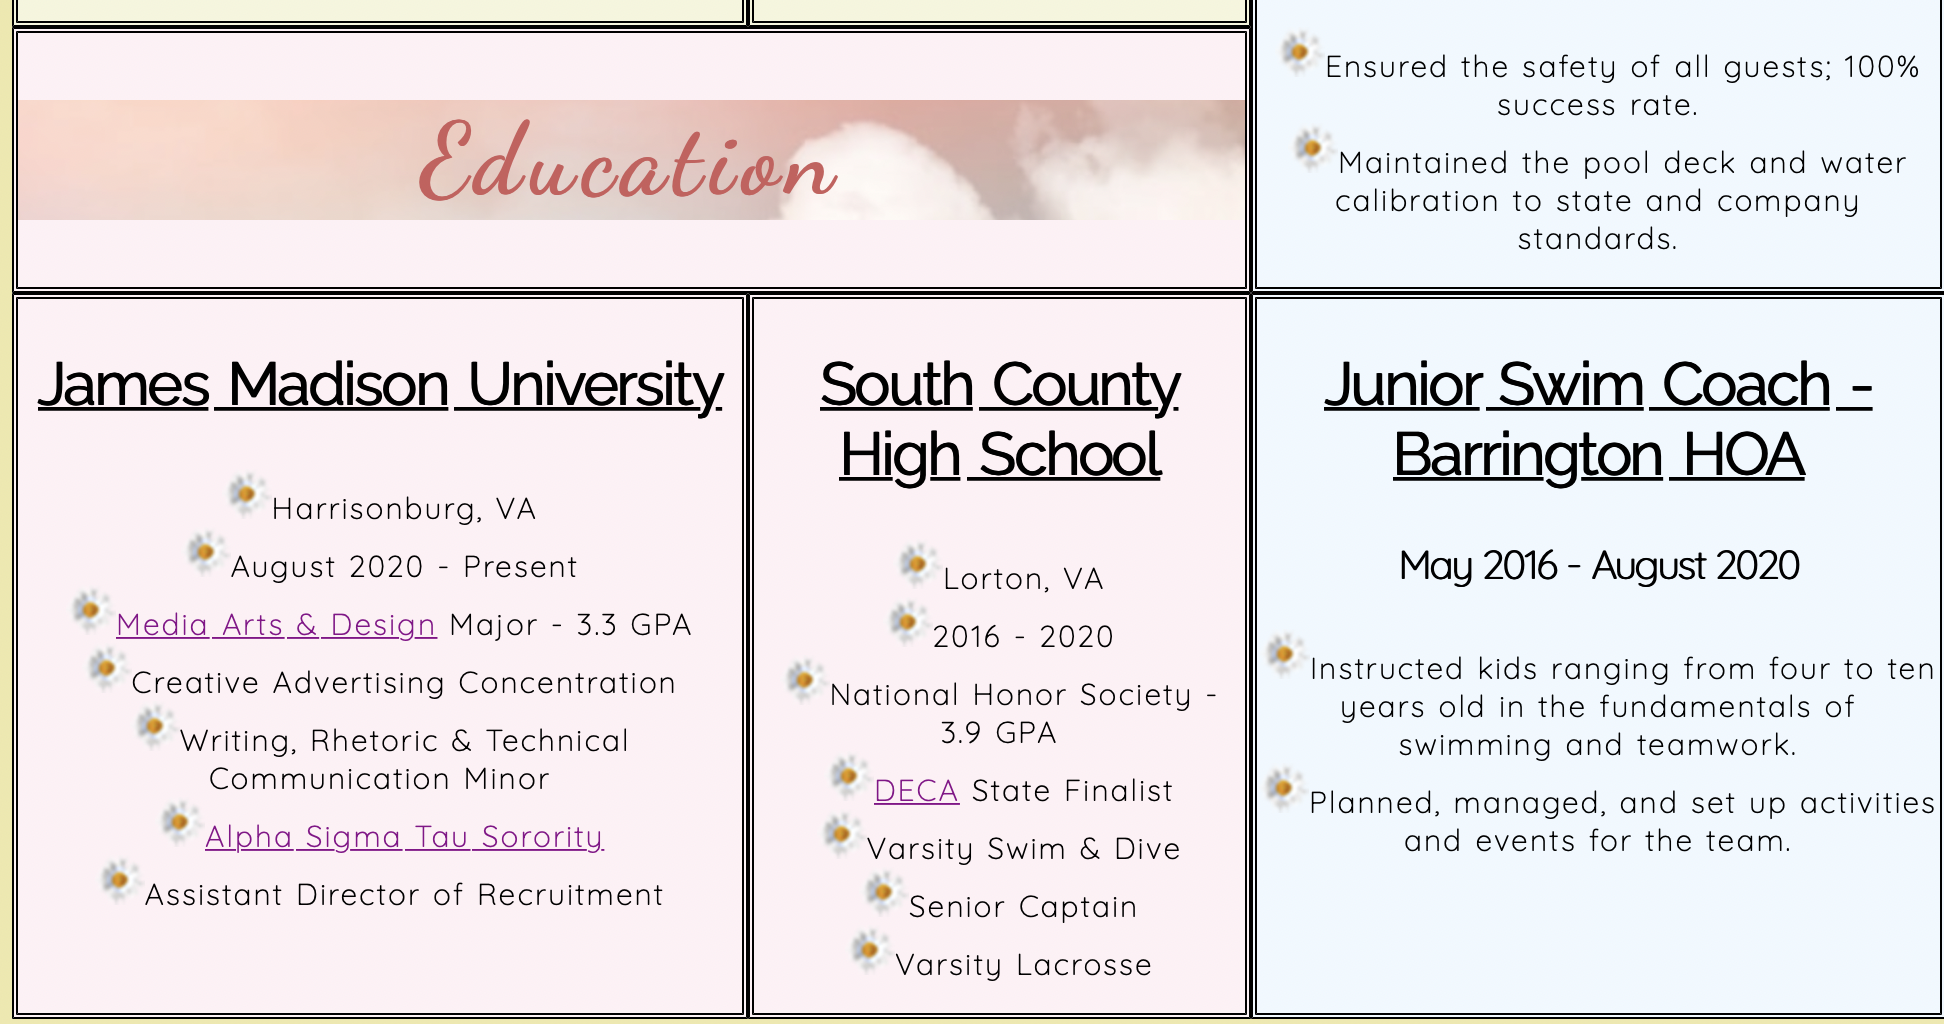 Education
James Madison University
Harrisonburg, VA
August 2020 - Present
Media Arts & Design Major - 3.3 GPA
Creative Advertising Concentration
Writing, Rhetoric & Technical
Communication Minor
Alpha Sigma Tau Sorority
Assistant Director of Recruitment
South County
High School
Lorton, VA
2016 - 2020
National Honor Society -
3.9 GPA
DECA State Finalist
Varsity Swim & Dive
Senior Captain
Varsity Lacrosse
Ensured the safety of all guests; 100%
success rate.
Maintained the pool deck and water
calibration to state and company
standards.
Junior Swim Coach -
Barrington HOA
May 2016 - August 2020
Instructed kids ranging from four to ten
years old in the fundamentals of
swimming and teamwork.
Planned, managed, and set up activities
and events for the team.